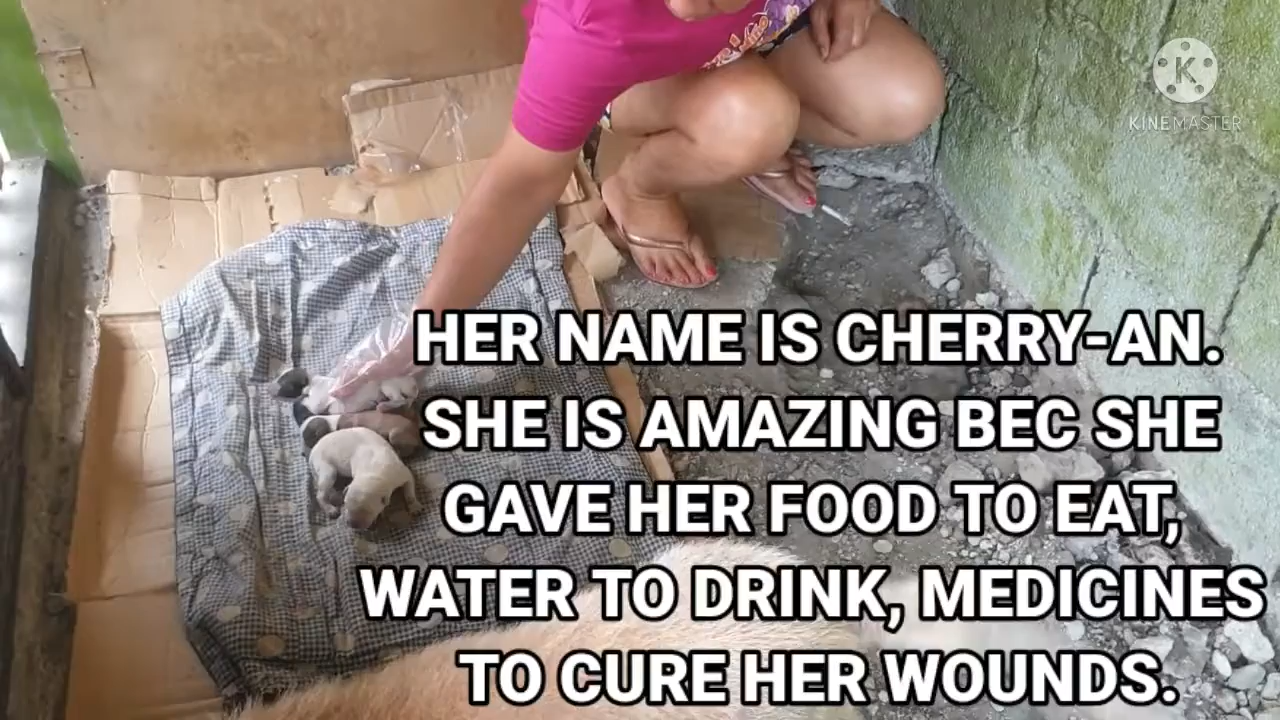 K
KINEMASTER
HER NAME IS CHERRY-AN.
SHE IS AMAZING BEC SHE
GAVE HER FOOD TO EAT,
WATER TO DRINK, MEDICINES
TO CURE HER WOUNDS.